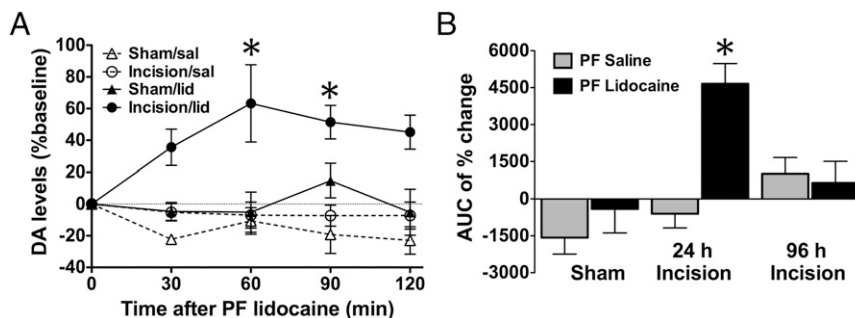 A
DA levels (%baseline)
100
80
60
40
20
0
-20
-40
Sham/sal
Incision/sal
Sham/lid
Incision/lid
*
*
0 30 60 90 120
Time after PF lidocaine (min)
B
AUC of % change
6000
4500
3000
1500
0
-1500
-3000
PF Saline
PF Lidocaine
*
Sham
24 h
Incision
96 h
Incision